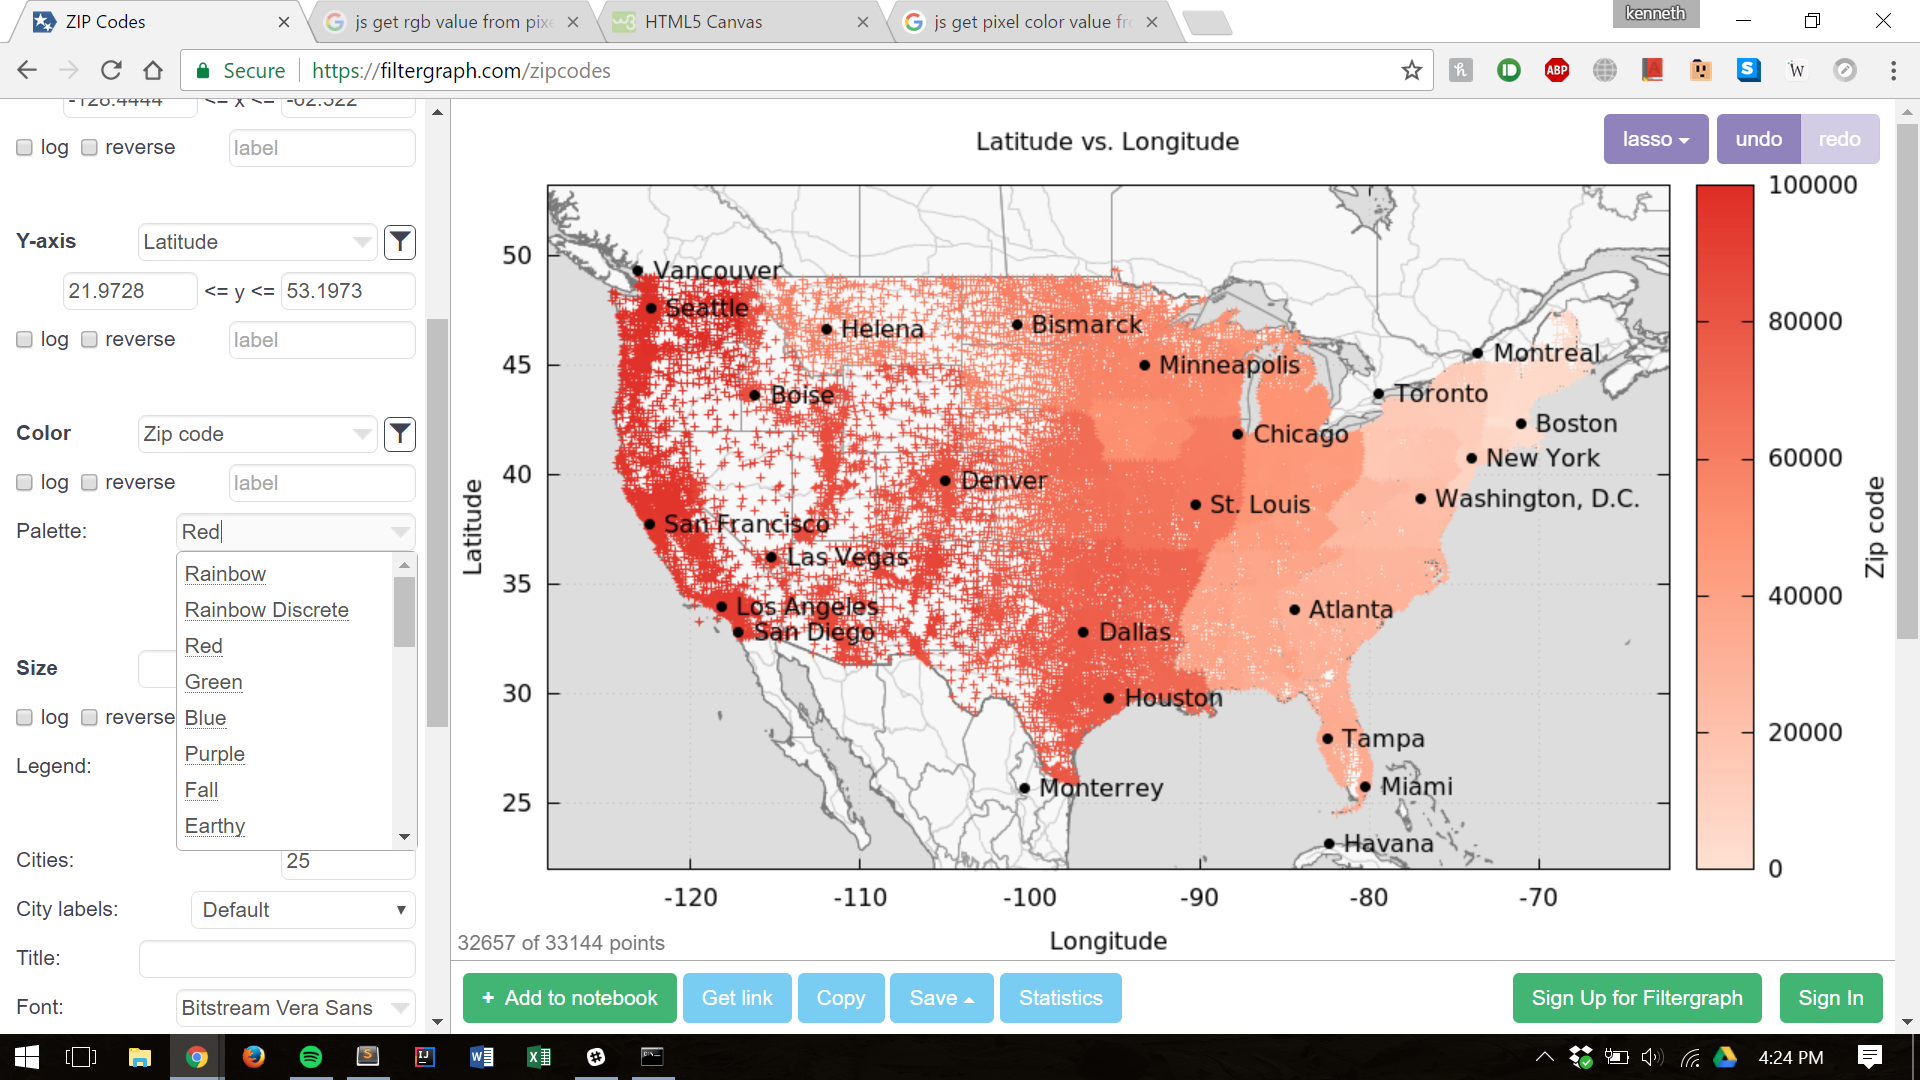 ZIP Codes
js get rgb value from pixe
HTML5 Canvas
js get pixel color value fr
kenneth
Secure
https://filtergraph.com/zipcodes
ABP
-128.4444 <= x <= -62.322
log reverse label
Y-axis Latitude
21.9728 <= y <= 53.1973
log reverse label
Color Zip code
log reverse label
Palette: Red
Rainbow
Rainbow Discrete
Red
Green
Blue
Purple
Fall
Earthy
Size
log reverse
Legend:
Cities: 25
City labels: Default
Title:
Font: Bitstream Vera Sans
Latitude vs. Longitude
lasso
undo
redo
50
45
40
35
30
25
Latitude
-120 -110 -100 -90 -80 -70
Longitude
Vancouver
Seattle
Helena
Bismarck
Minneapolis
Montreal
Toronto
Boise
Boston
Chicago
New York
Denver
Washington, D.C.
St. Louis
San Francisco
Las Vegas
Los Angeles
Atlanta
San Diego
Dallas
Houston
Tampa
Monterrey
Miami
Havana
100000
80000
60000
40000
20000
0
Zip code
32657 of 33144 points
+ Add to notebook
Get link
Copy
Save
Statistics
Sign Up for Filtergraph
Sign In
4:24 PM